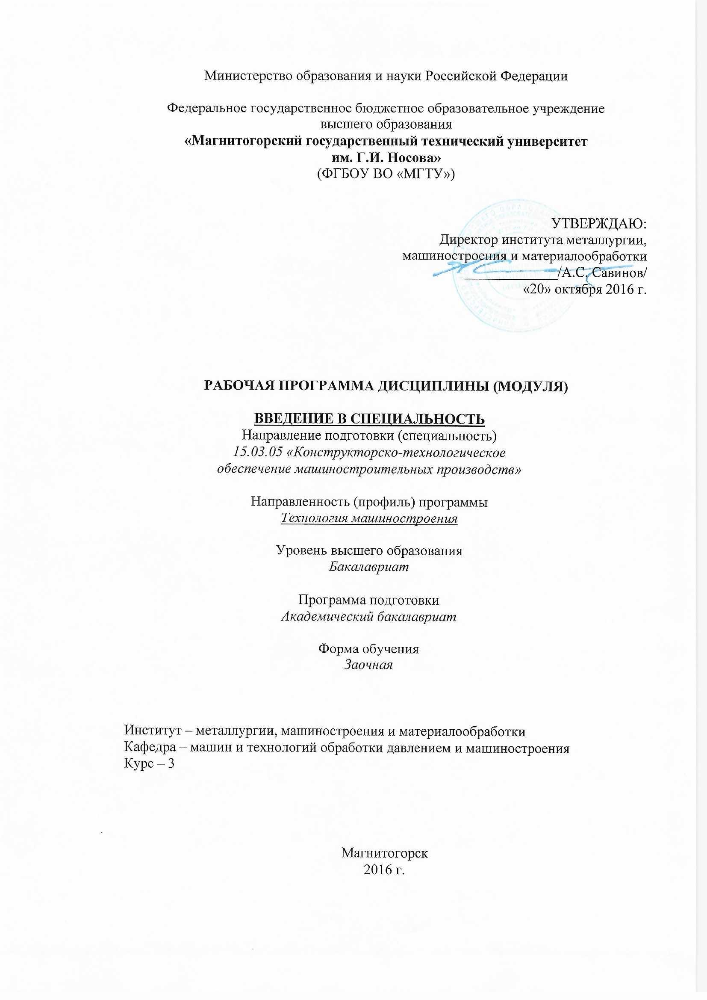 Министерство образования и науки Российской Федерации
Федеральное государственное бюджетное образовательное учреждение
высшего образования
«Магнитогорский государственный технический университет
им. Г.И. Носова»
(ФГБОУ ВО «МГТУ»)
УТВЕРЖДАЮ:
Директор института металлургии,
машиностроения и материалообработки
/А.С. Савинов/
«20» октября 2016 г.
РАБОЧАЯ ПРОГРАММА ДИСЦИПЛИНЫ (МОДУЛЯ)
ВВЕДЕНИЕ В СПЕЦИАЛЬНОСТЬ
Направление подготовки (специальность)
15.03.05 «Конструкторско-технологическое
обеспечение машиностроительных производств»
Направленность (профиль) программы
Технология машиностроения
Уровень высшего образования
Бакалавриат
Программа подготовки
Академический бакалавриат
Форма обучения
Заочная
Институт – металлургии, машиностроения и материалообработки
Кафедра – машин и технологий обработки давлением и машиностроения
Курс – 3
Магнитогорск
2016 г.